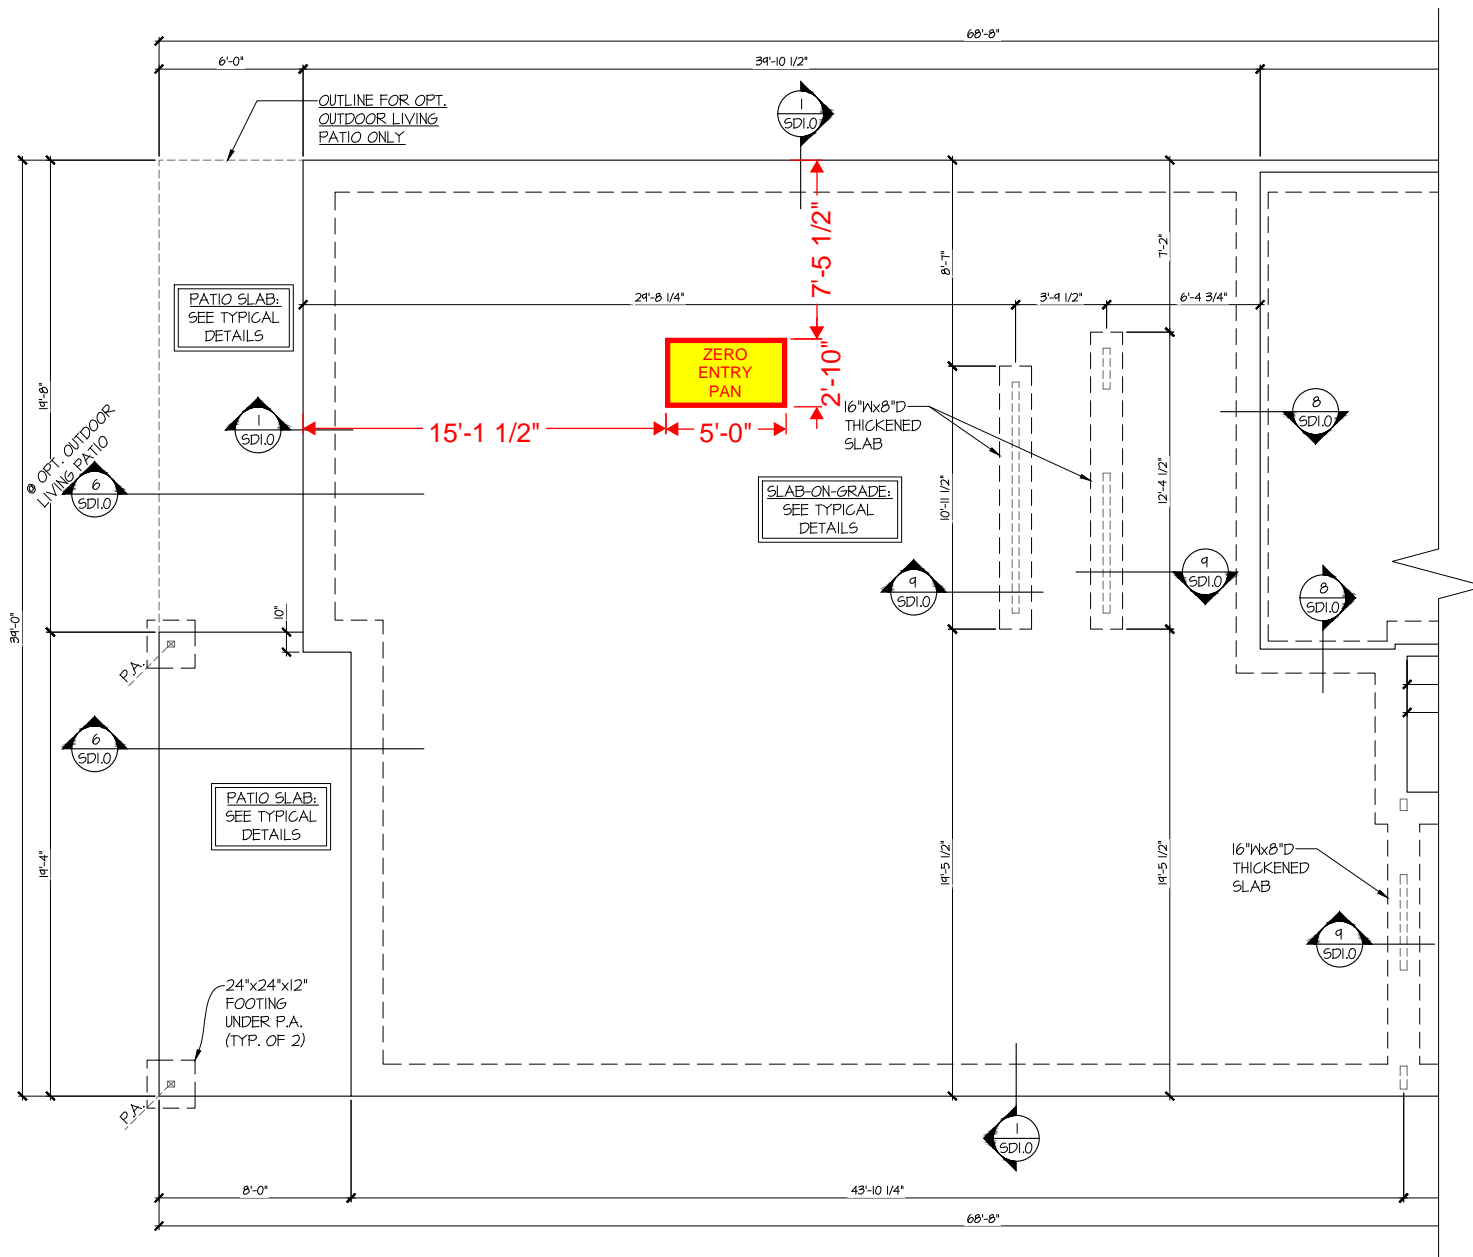 68'-8"
6'-0"
39'-10 1/2"
OUTLINE FOR OPT.
OUTDOOR LIVING
PATIO ONLY
1
SD1.0
7'-5 1/2"
8'-7"
7'-2"
PATIO SLAB:
SEE TYPICAL
DETAILS
29'-8 1/4"
3'-9 1/2"
6'-4 3/4"
ZERO
ENTRY
PAN
2'-10"
19'-8"
@ OPT. OUTDOOR
LIVING PATIO
1
SD1.0
15'-1 1/2"
5'-0"
16"Wx8"D
THICKENED
SLAB
8
SD1.0
6
SD1.0
SLAB-ON-GRADE:
SEE TYPICAL
DETAILS
10'-11 1/2"
12'-4 1/2"
9
SD1.0
9
SD1.0
8
SD1.0
39'-0"
10"
P.A.
6
SD1.0
PATIO SLAB:
SEE TYPICAL
DETAILS
19'-4"
19'-5 1/2"
19'-5 1/2"
16"Wx8"D
THICKENED
SLAB
9
SD1.0
24"x24"x12"
FOOTING
UNDER P.A.
(TYP. OF 2)
P.A.
1
SD1.0
8'-0"
43'-10 1/4"
68'-8"